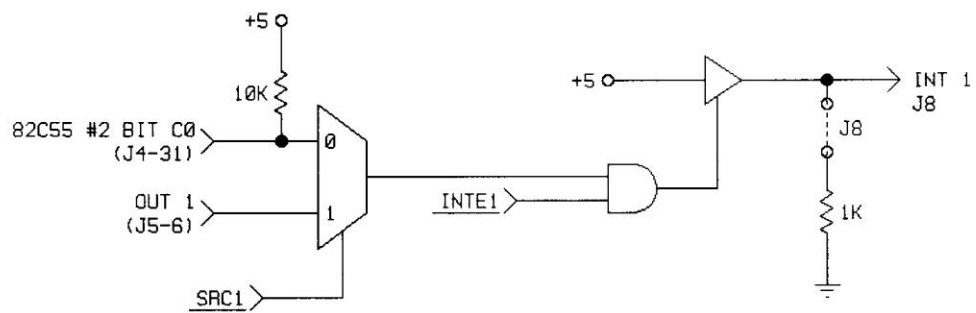 +5
10K
82C55 #2 BIT C0
(J4-31)
0
OUT 1
(J5-6)
1
SRC1
INTE1
+5
INT 1
J8
J8
1K